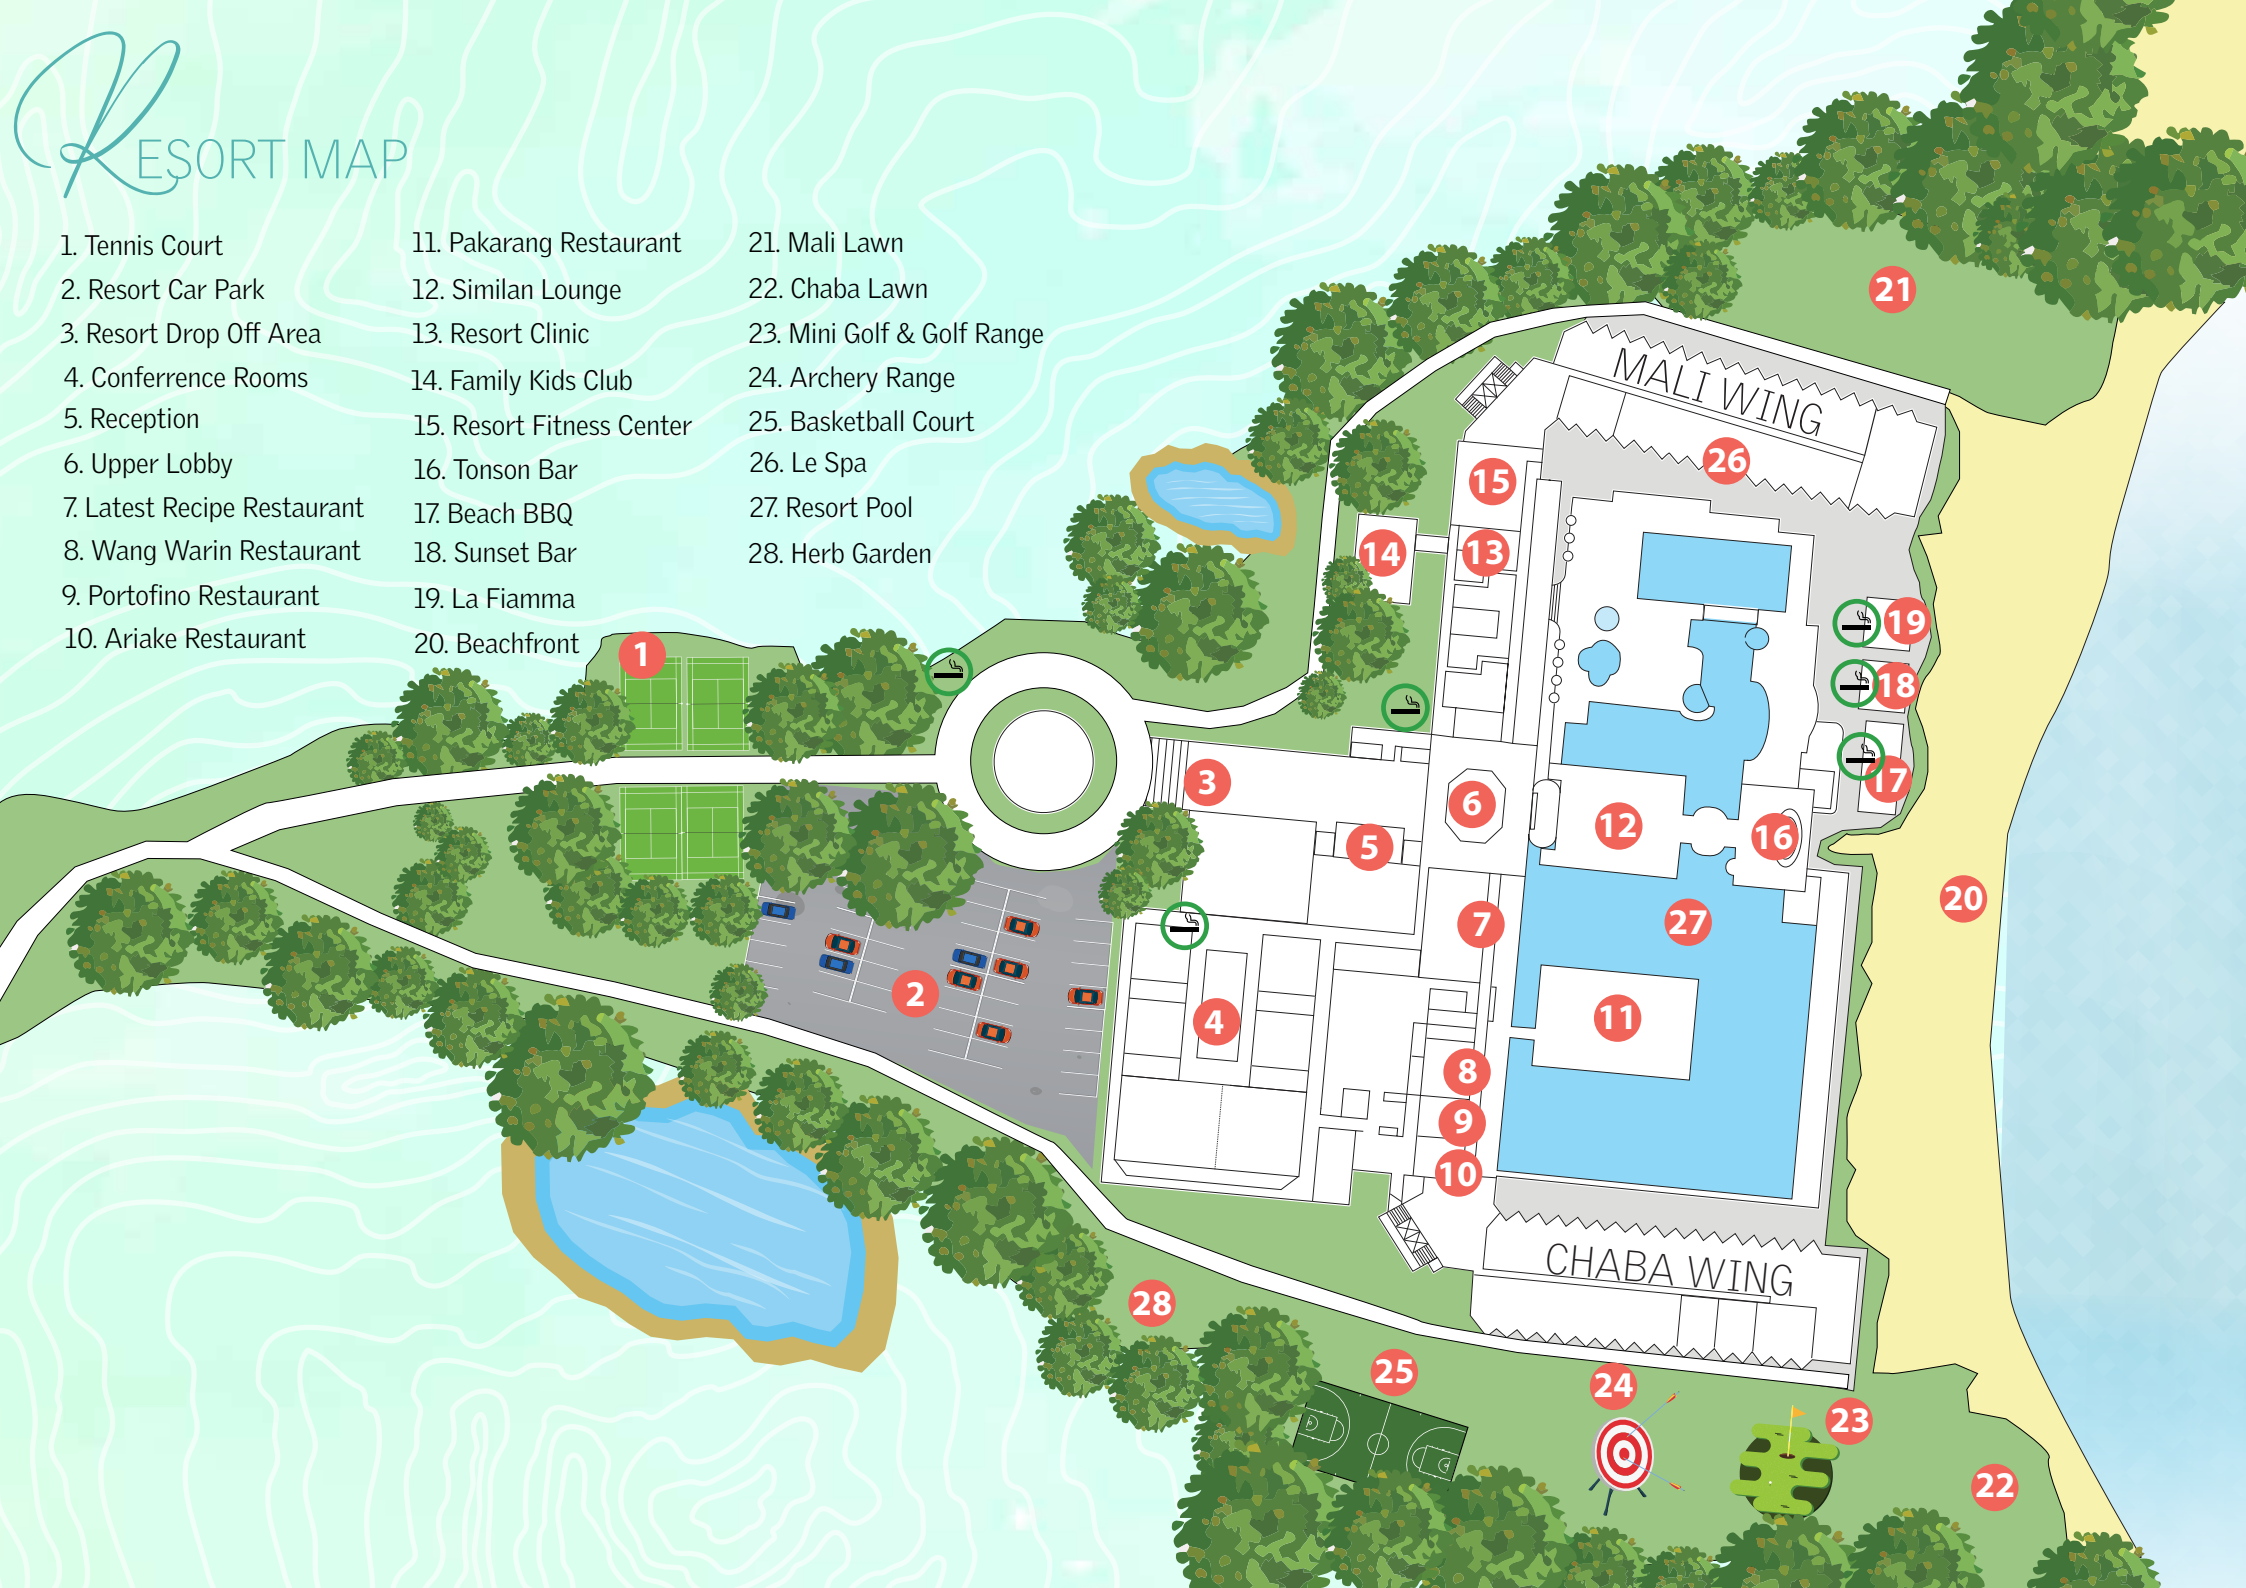 RESORT MAP
1. Tennis Court
2. Resort Car Park
3. Resort Drop Off Area
4. Conferrence Rooms
5. Reception
6. Upper Lobby
7. Latest Recipe Restaurant
8. Wang Warin Restaurant
9. Portofino Restaurant
10. Ariake Restaurant
11. Pakarang Restaurant
12. Similan Lounge
13. Resort Clinic
14. Family Kids Club
15. Resort Fitness Center
16. Tonson Bar
17. Beach BBQ
18. Sunset Bar
19. La Fiamma
20. Beachfront
21. Mali Lawn
22. Chaba Lawn
23. Mini Golf & Golf Range
24. Archery Range
25. Basketball Court
26. Le Spa
27. Resort Pool
28. Herb Garden
21
MALI WING
26
15
14
13
19
18
17
1
3
6
12
16
5
20
7
27
2
4
11
8
9
10
CHABA WING
28
25
24
23
22